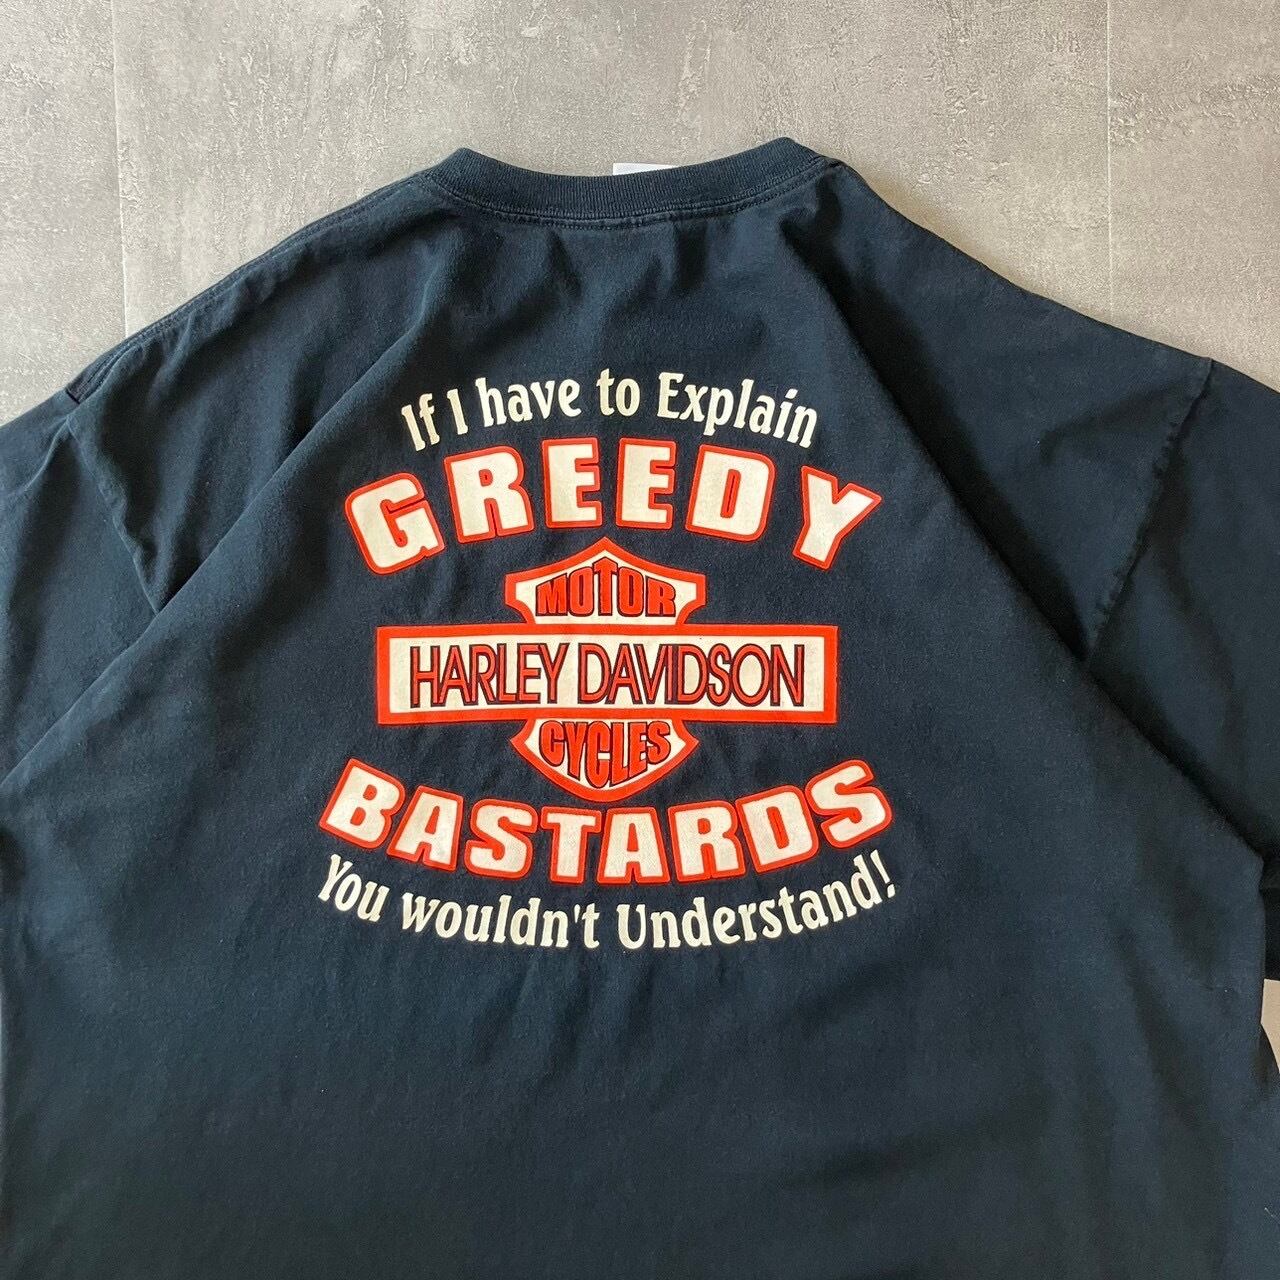 If I have to Explain
GREEDY
MOTOR
HARLEY DAVIDSON
CYCLES
BASTARDS
You wouldn't Understand!